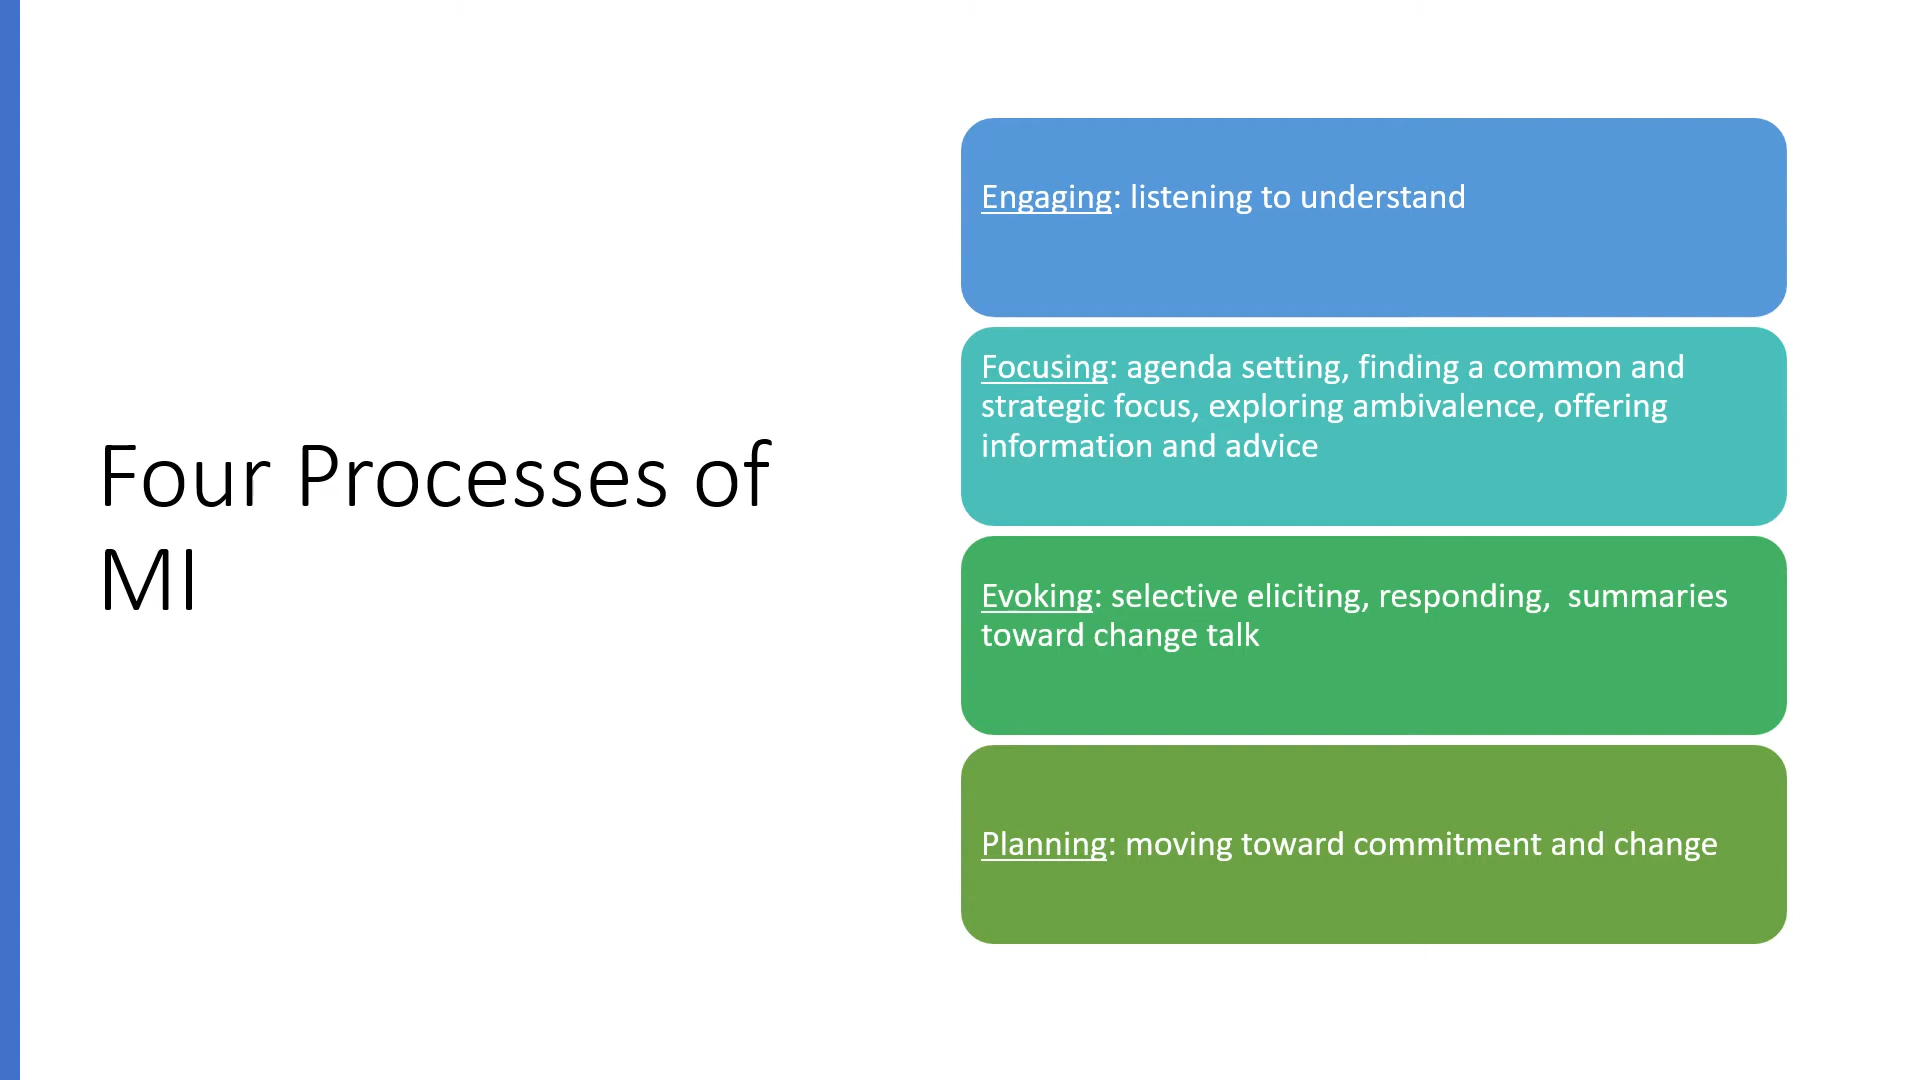 Four Processes of
MI
Engaging: listening to understand
Focusing: agenda setting, finding a common and
strategic focus, exploring ambivalence, offering
information and advice
Evoking: selective eliciting, responding,  summaries
toward change talk
Planning: moving toward commitment and change